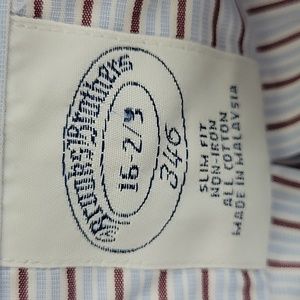 Brooks Brothers
16-2/3
346
SLIM FIT
NON-IRON
ALL COTTON
MADE IN MALAYSIA